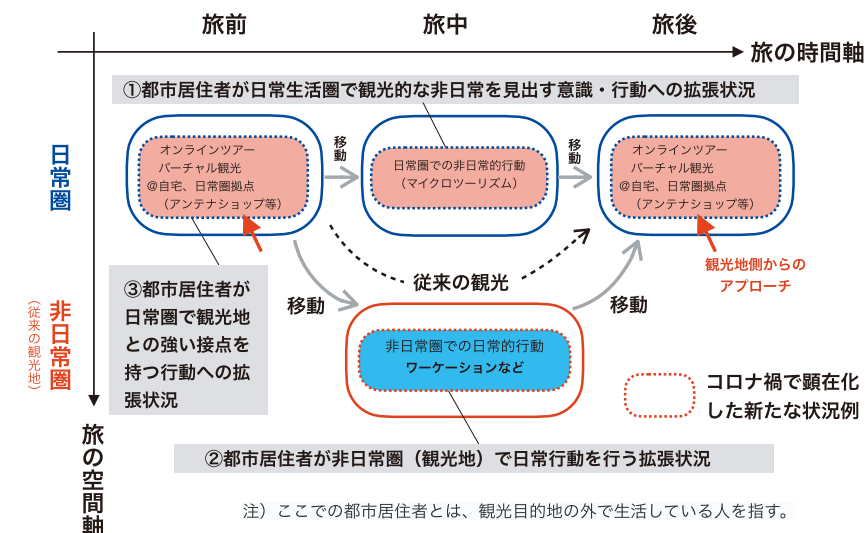 旅前
旅中
旅後
旅の時間軸
①都市居住者が日常生活圏で観光的な非日常を見出す意識・行動への拡張状況
日常圏
オンラインツアー
バーチャル観光
@自宅、日常圏拠点
（アンテナショップ等）
移動
日常圏での非日常的行動
（マイクロツーリズム）
移動
オンラインツアー
バーチャル観光
@自宅、日常圏拠点
（アンテナショップ等）
観光地側からの
アプローチ
③都市居住者が
日常圏で観光地
との強い接点を
持つ行動への拡
張状況
従来の観光
移動
移動
非日常圏
（従来の観光地）
非日常圏での日常的行動
ワーケーションなど
コロナ禍で顕在化
した新たな状況例
旅の空間軸
②都市居住者が非日常圏（観光地）で日常行動を行う拡張状況
注）ここでの都市居住者とは、観光目的地の外で生活している人を指す。